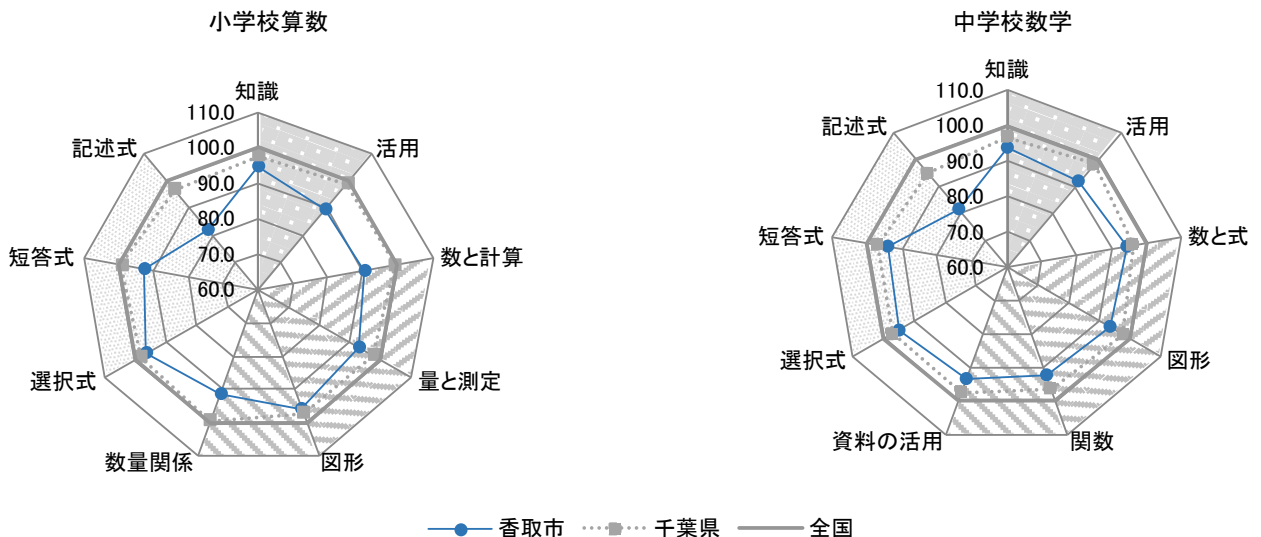 小学校算数
知識
活用
数と計算
量と測定
図形
数量関係
選択式
短答式
記述式
110.0
100.0
90.0
80.0
70.0
60.0
中学校数学
知識
活用
数と式
図形
関数
資料の活用
選択式
短答式
記述式
110.0
100.0
90.0
80.0
70.0
60.0
香取市 千葉県 全国